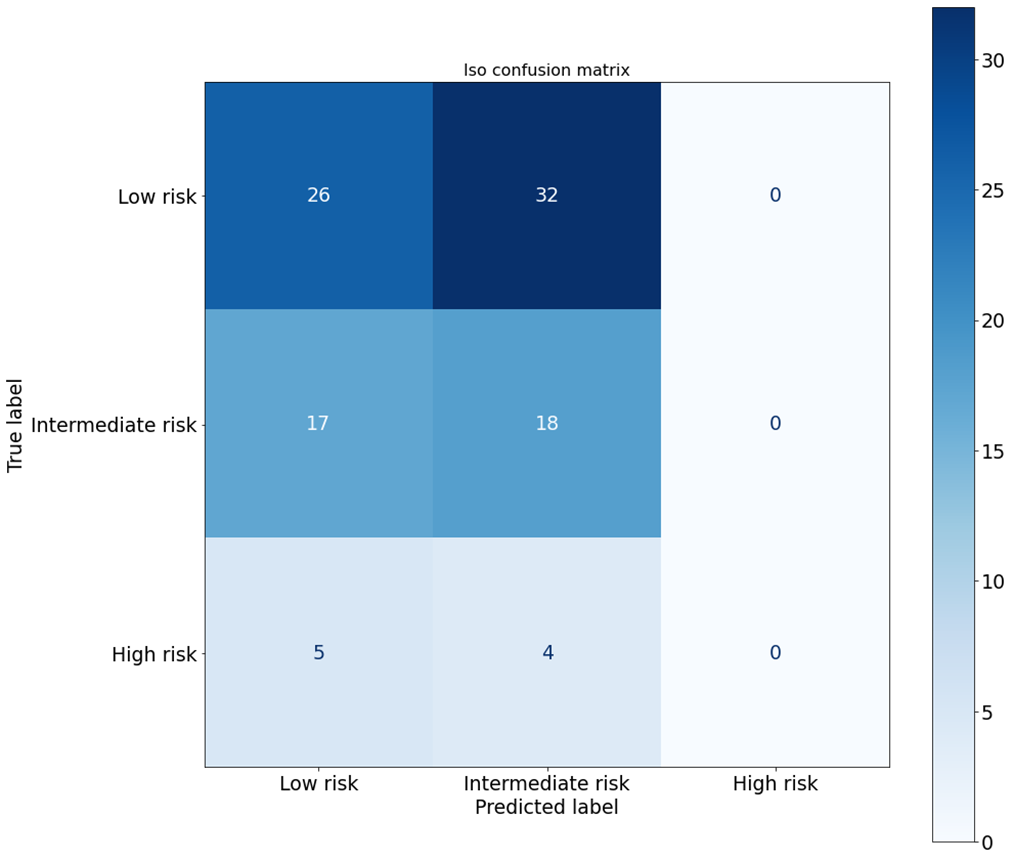 Iso confusion matrix
True label
Low risk
26
32
0
Intermediate risk
17
18
0
High risk
5
4
0
Low risk
Intermediate risk
High risk
Predicted label
30
25
20
15
10
5
0